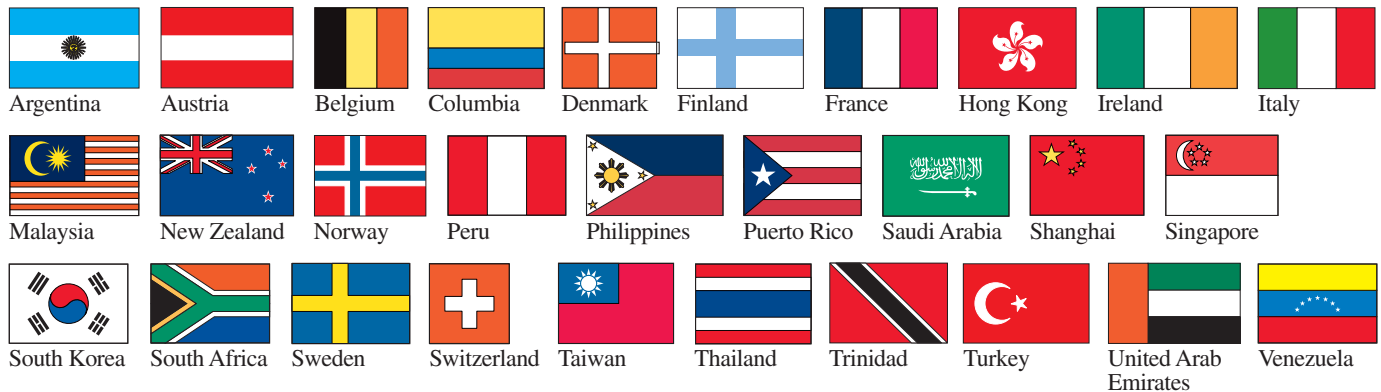 Argentina Austria Belgium Columbia Denmark Finland France Hong Kong Ireland Italy
Malaysia New Zealand Norway Peru Philippines Puerto Rico Saudi Arabia Shanghai Singapore
South Korea South Africa Sweden Switzerland Taiwan Thailand Trinidad Turkey United Arab Venezuela
Emirates